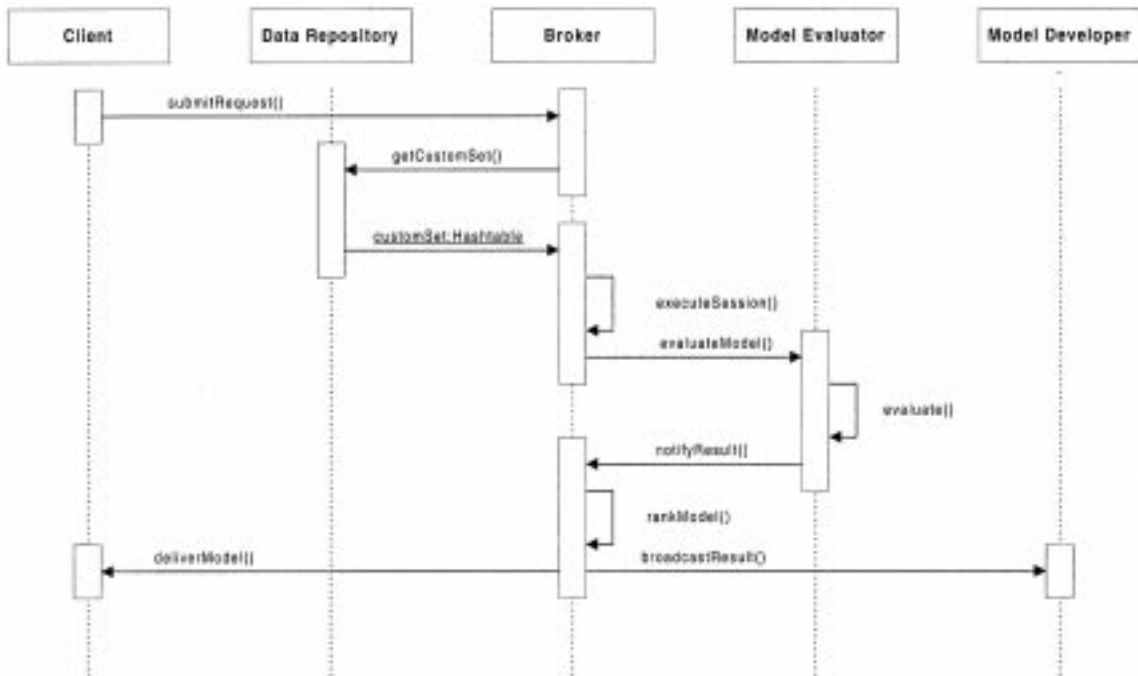 Client Data Repository Broker Model Evaluator Model Developer
submitRequest()
getCustomSet()
customSet:Hashtable
executeSession()
evaluateModel()
evaluate()
notifyResult()
rankModel()
deliverModel() broadcastResult()